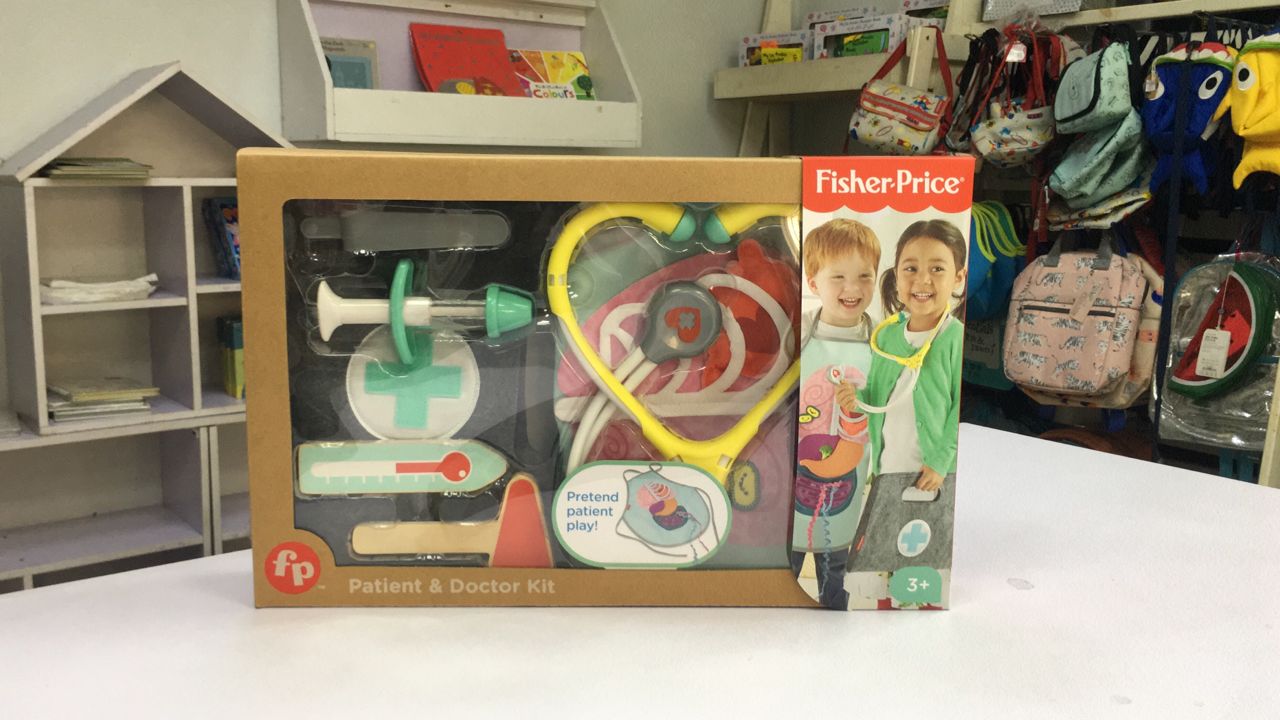 Fisher-Price®
Pretend
patient
play!
3+
fp
Patient & Doctor Kit
Colours